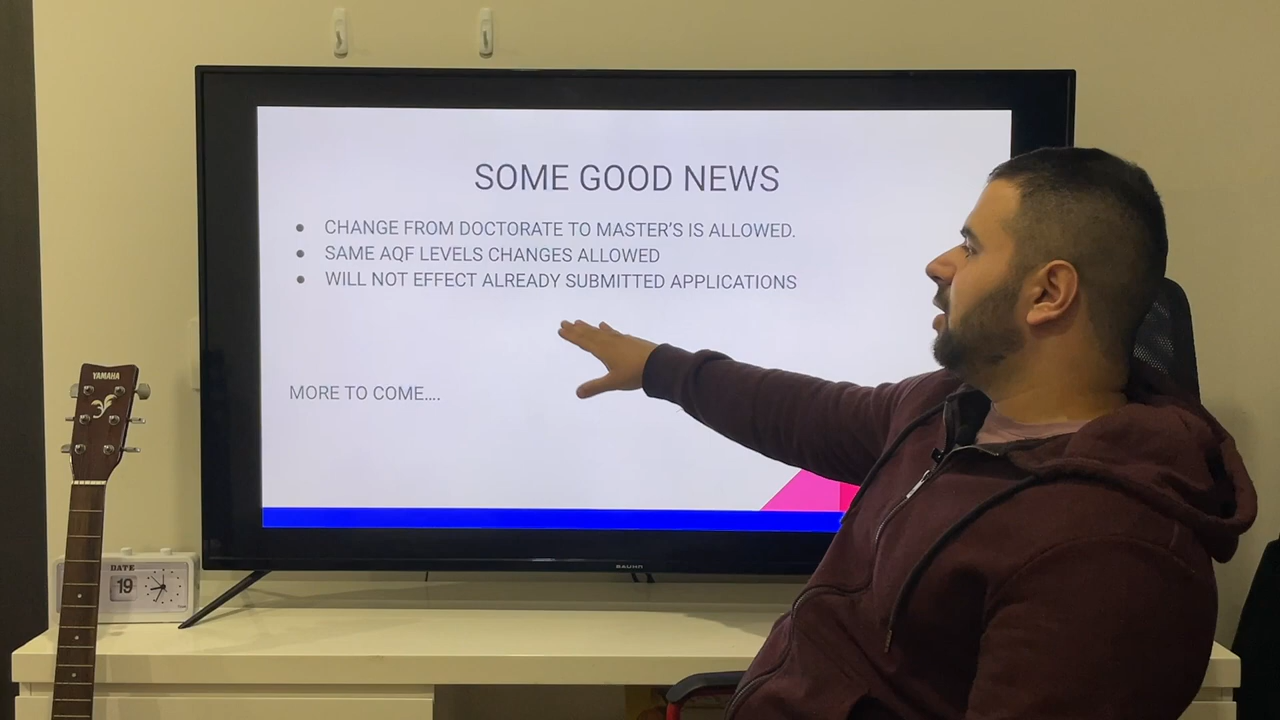 SOME GOOD NEWS
● CHANGE FROM DOCTORATE TO MASTER'S IS ALLOWED.
● SAME AQF LEVELS CHANGES ALLOWED
● WILL NOT EFFECT ALREADY SUBMITTED APPLICATIONS
MORE TO COME....
YAMAHA
DATE
19
BAUHN